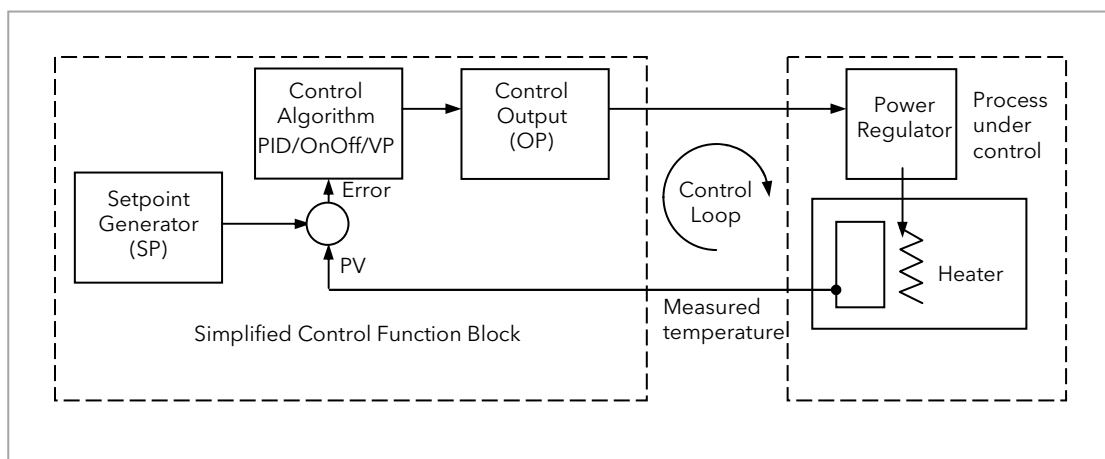 Control
Algorithm
PID/OnOff/VP
Control
Output
(OP)
Power
Regulator
Process
under
control
Setpoint
Generator
(SP)
Error
PV
Control
Loop
Heater
Measured
temperature
Simplified Control Function Block